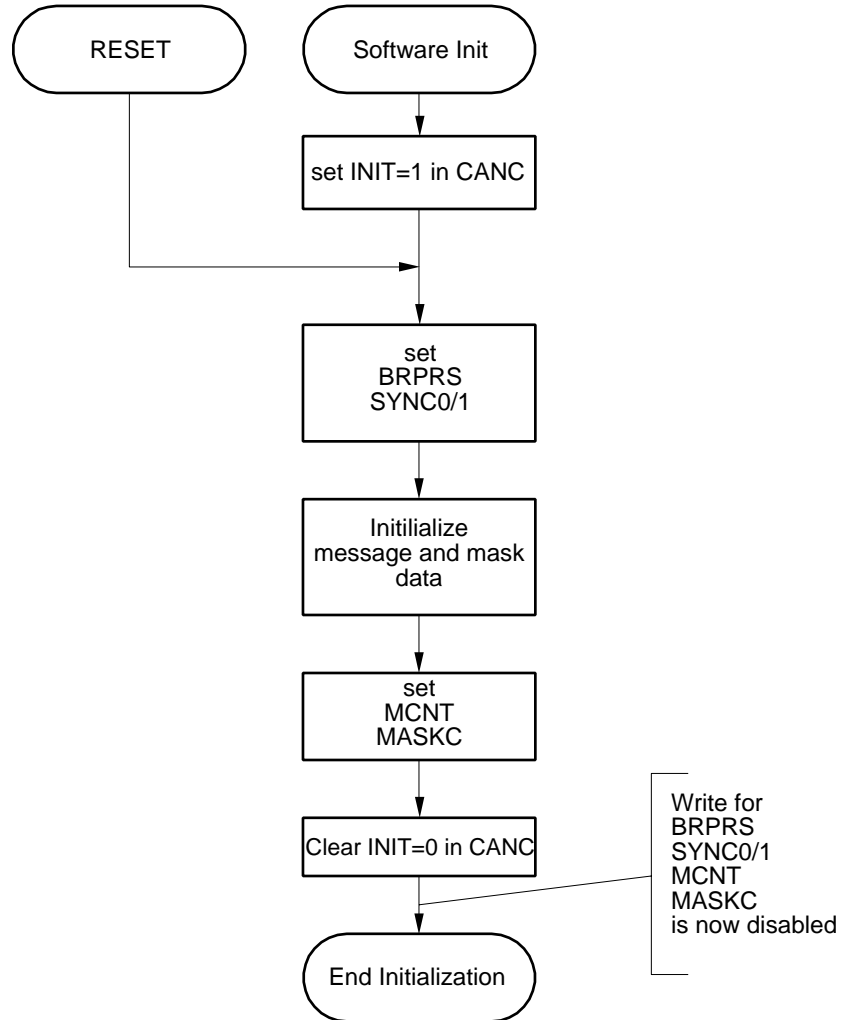 RESET
Software Init
set INIT=1 in CANC
set
BRPRS
SYNC0/1
Initilialize
message and mask
data
set
MCNT
MASKC
Clear INIT=0 in CANC
Write for
BRPRS
SYNC0/1
MCNT
MASKC
is now disabled
End Initialization